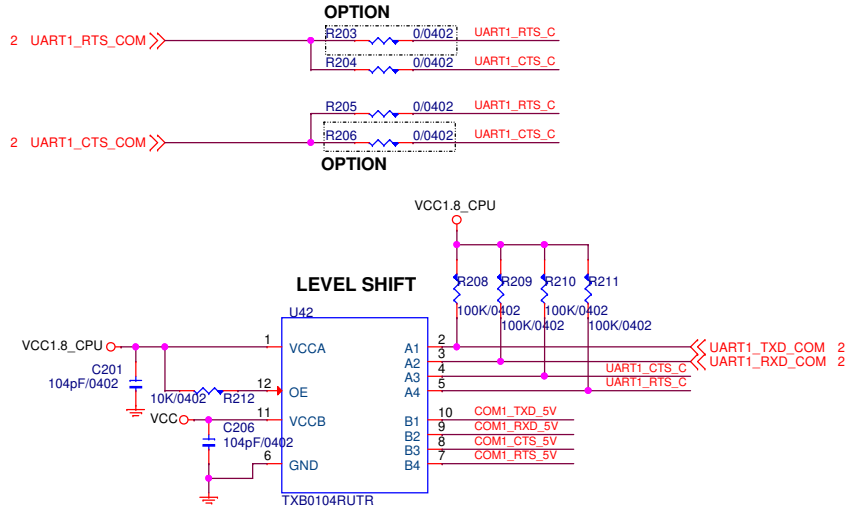 OPTION
R203 0/0402 UART1_RTS_C
2 UART1_RTS_COM
R204 0/0402 UART1_CTS_C
R205 0/0402 UART1_RTS_C
2 UART1_CTS_COM R206 0/0402 UART1_CTS_C
OPTION
VCC1.8_CPU
LEVEL SHIFT
R208 R209 R210 R211
100K/0402 100K/0402
100K/0402 100K/0402
U42
VCC1.8_CPU 1 VCCA A1 2 UART1_TXD_COM 2
A2 3 UART1_RXD_COM 2
C201
104pF/0402
A3 4 UART1_CTS_C
10K/0402 R212 12 OE A4 5 UART1_RTS_C
VCC 11 VCCB B1 10 COM1_TXD_5V
C206
104pF/0402
B2 9 COM1_RXD_5V
B3 8 COM1_CTS_5V
6 GND B4 7 COM1_RTS_5V
TXB0104RUTR